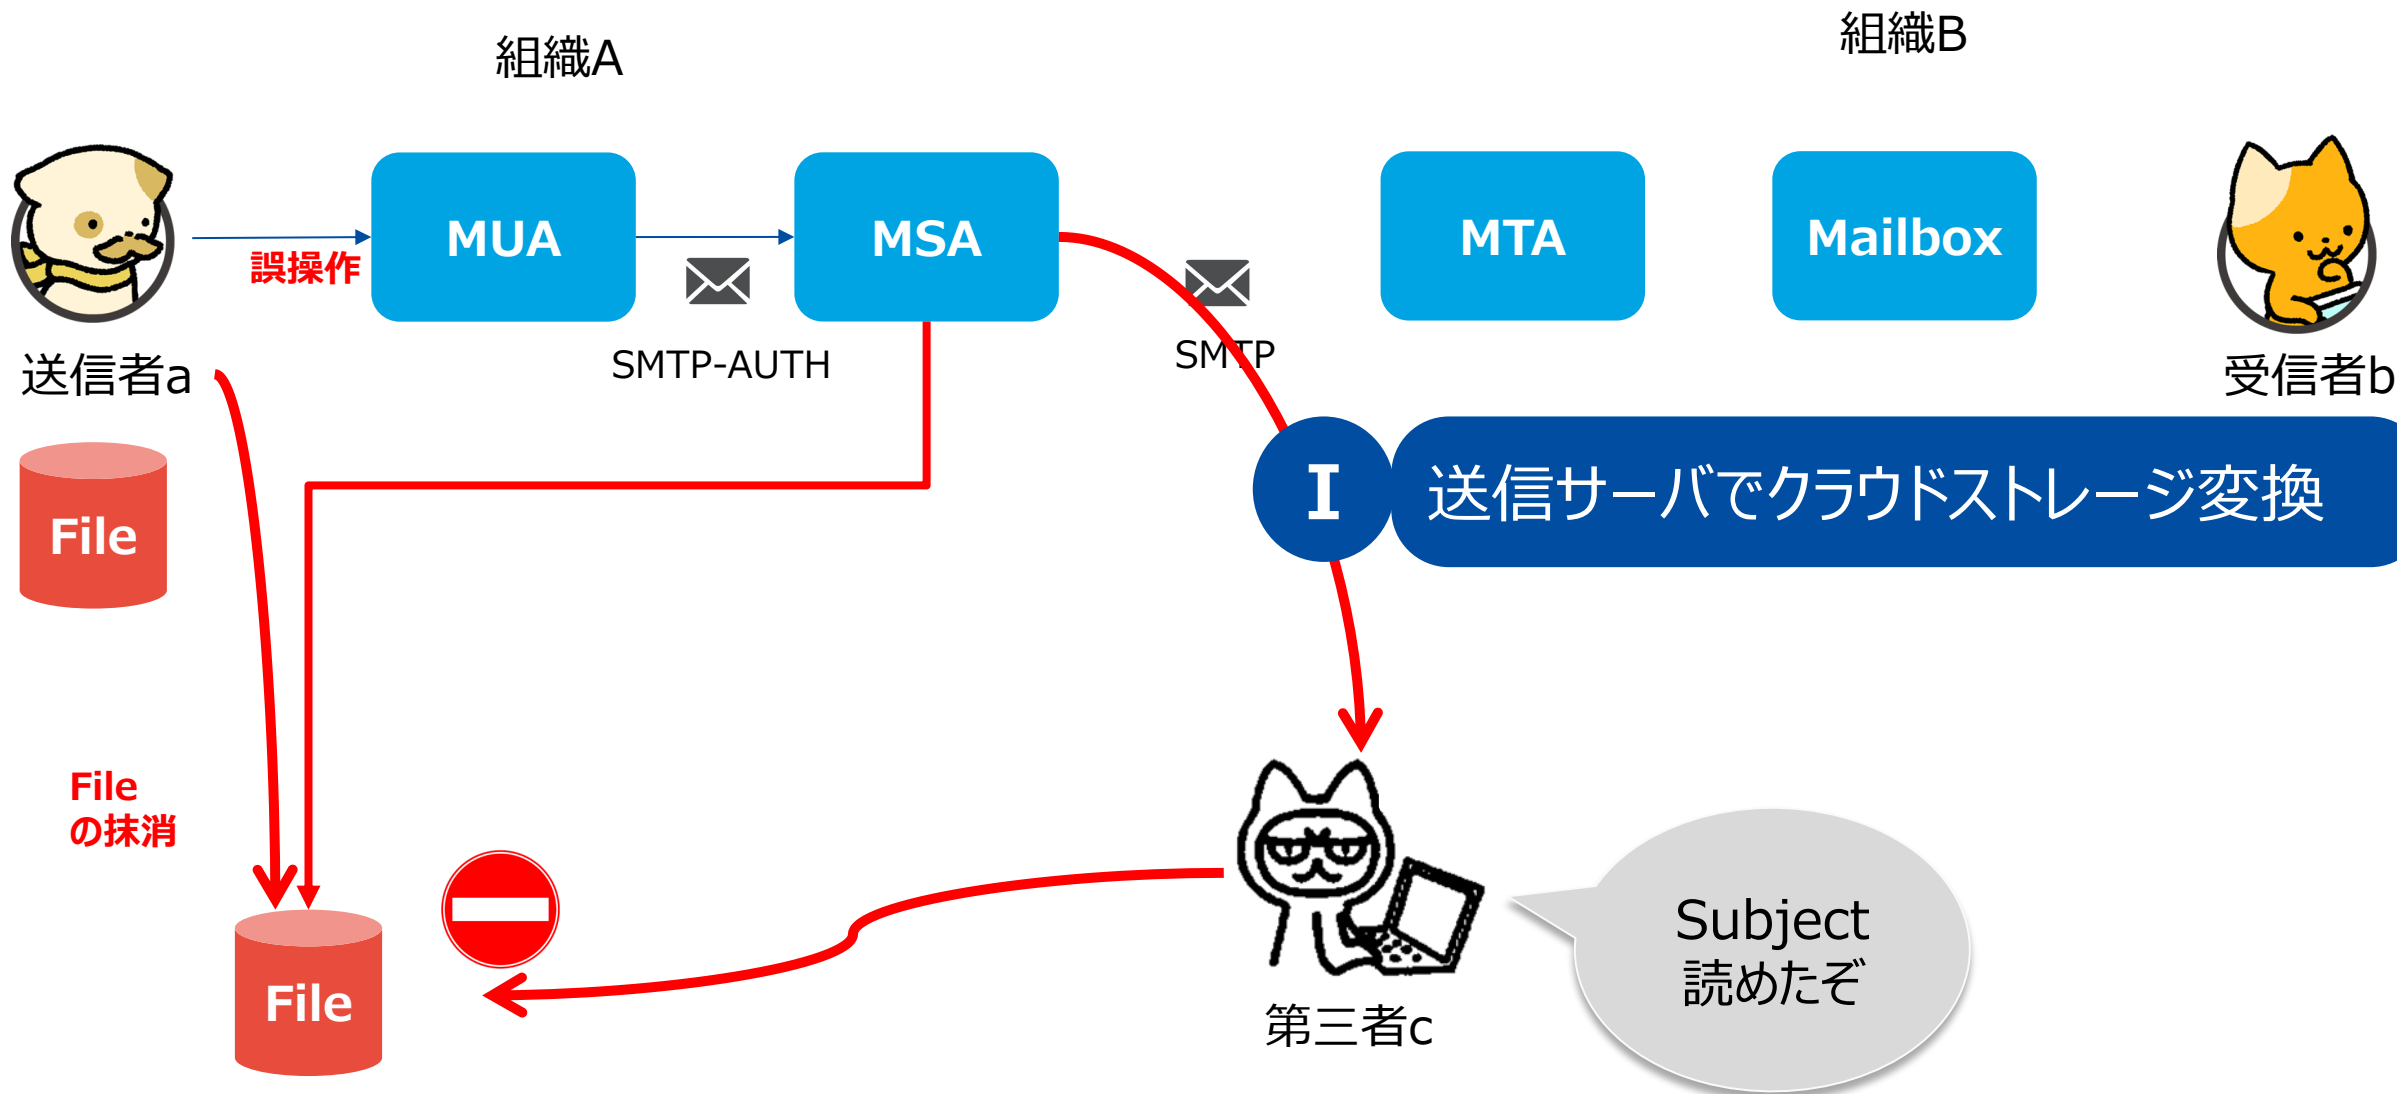 組織A
組織B
MUA
MSA
MTA
Mailbox
誤操作
SMTP-AUTH
SMTP
送信者a
受信者b
File
I
送信サーバでクラウドストレージ変換
File
の抹消
File
第三者c
Subject
読めたぞ